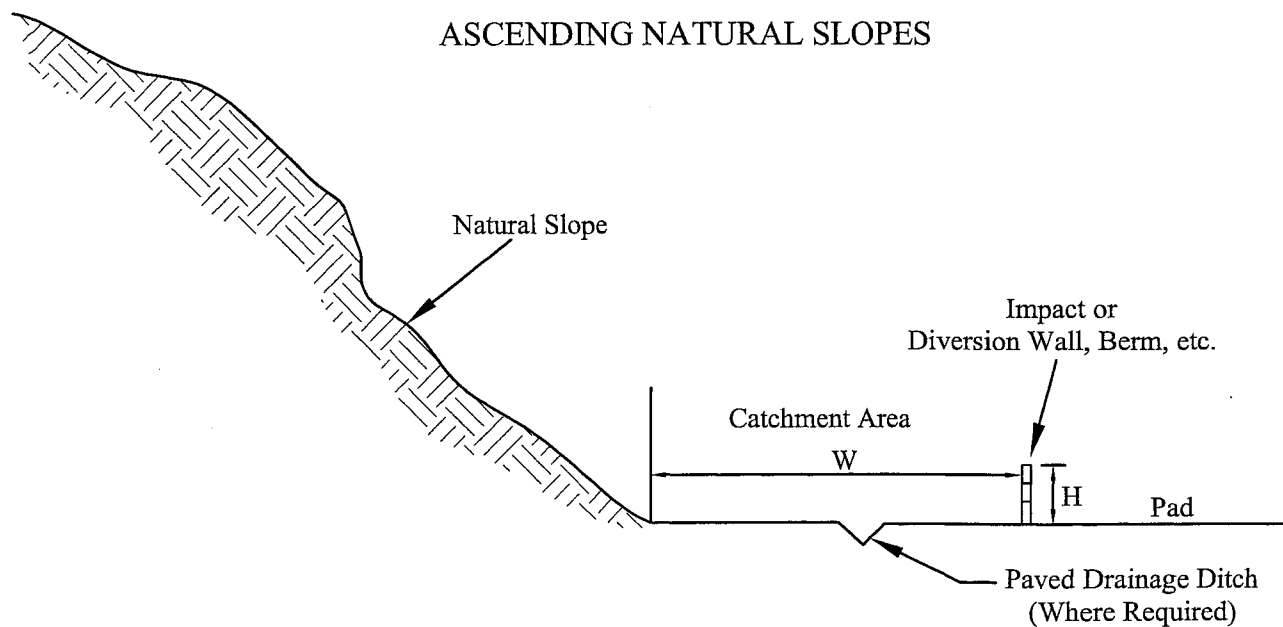 ASCENDING NATURAL SLOPES
Natural Slope
Impact or
Diversion Wall, Berm, etc.
Catchment Area
W
H
Pad
Paved Drainage Ditch
(Where Required)